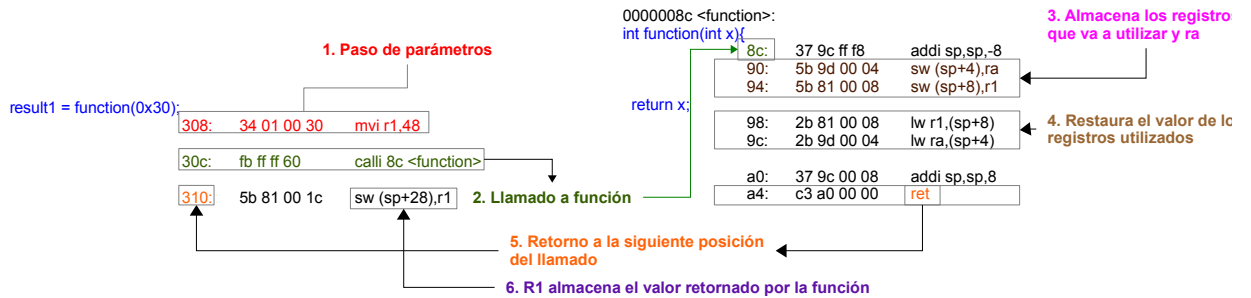 0000008c <function>:
int function(int x){
3. Almacena los registro
que va a utilizar y ra
1. Paso de parámetros
8c: 37 9c ff f8 addi sp,sp,-8
90: 5b 9d 00 04 sw (sp+4),ra
94: 5b 81 00 08 sw (sp+8),r1
result1 = function(0x30);
return x;
308: 34 01 00 30 mvi r1,48
98: 2b 81 00 08 lw r1,(sp+8)
9c: 2b 9d 00 04 lw ra,(sp+4)
4. Restaura el valor de lo
registros utilizados
30c: fb ff ff 60 calli 8c <function>
a0: 37 9c 00 08 addi sp,sp,8
a4: c3 a0 00 00 ret
310: 5b 81 00 1c sw (sp+28),r1
2. Llamado a función
5. Retorno a la siguiente posición
del llamado
6. R1 almacena el valor retornado por la función